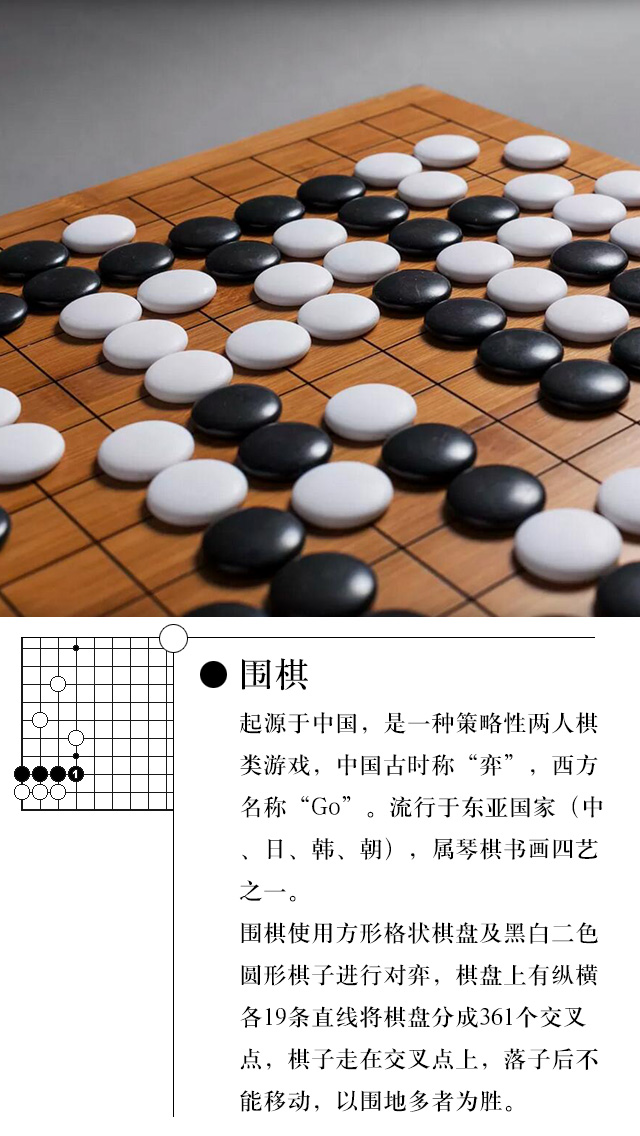 围棋
起源于中国，是一种策略性两人棋
类游戏，中国古时称“弈”，西方
名称“Go”。流行于东亚国家（中
、日、韩、朝），属琴棋书画四艺
之一。
围棋使用方形格状棋盘及黑白二色
圆形棋子进行对弈，棋盘上有纵横
各19条直线将棋盘分成361个交叉
点，棋子走在交叉点上，落子后不
能移动，以围地多者为胜。
1